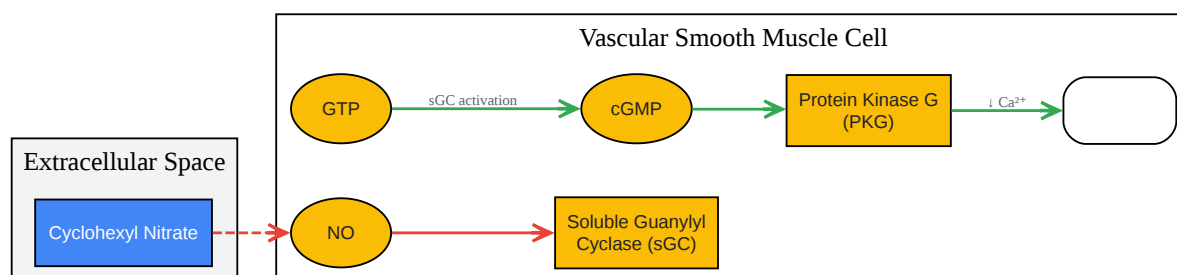 Vascular Smooth Muscle Cell
GTP
sGC activation
cGMP
Protein Kinase G
(PKG)
↓ Ca²⁺
Extracellular Space
Cyclohexyl Nitrate
NO
Soluble Guanylyl
Cyclase (sGC)